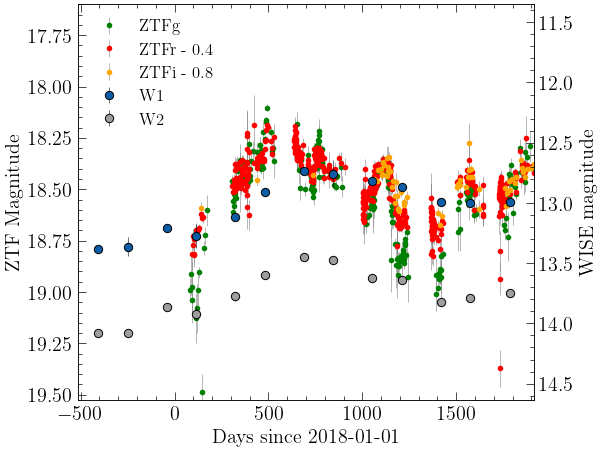 ZTFg
ZTFr - 0.4
ZTFi - 0.8
W1
W2
ZTF Magnitude
17.75
18.00
18.25
18.50
18.75
19.00
19.25
19.50
WISE magnitude
11.5
12.0
12.5
13.0
13.5
14.0
14.5
−500
0
500
1000
1500
Days since 2018-01-01